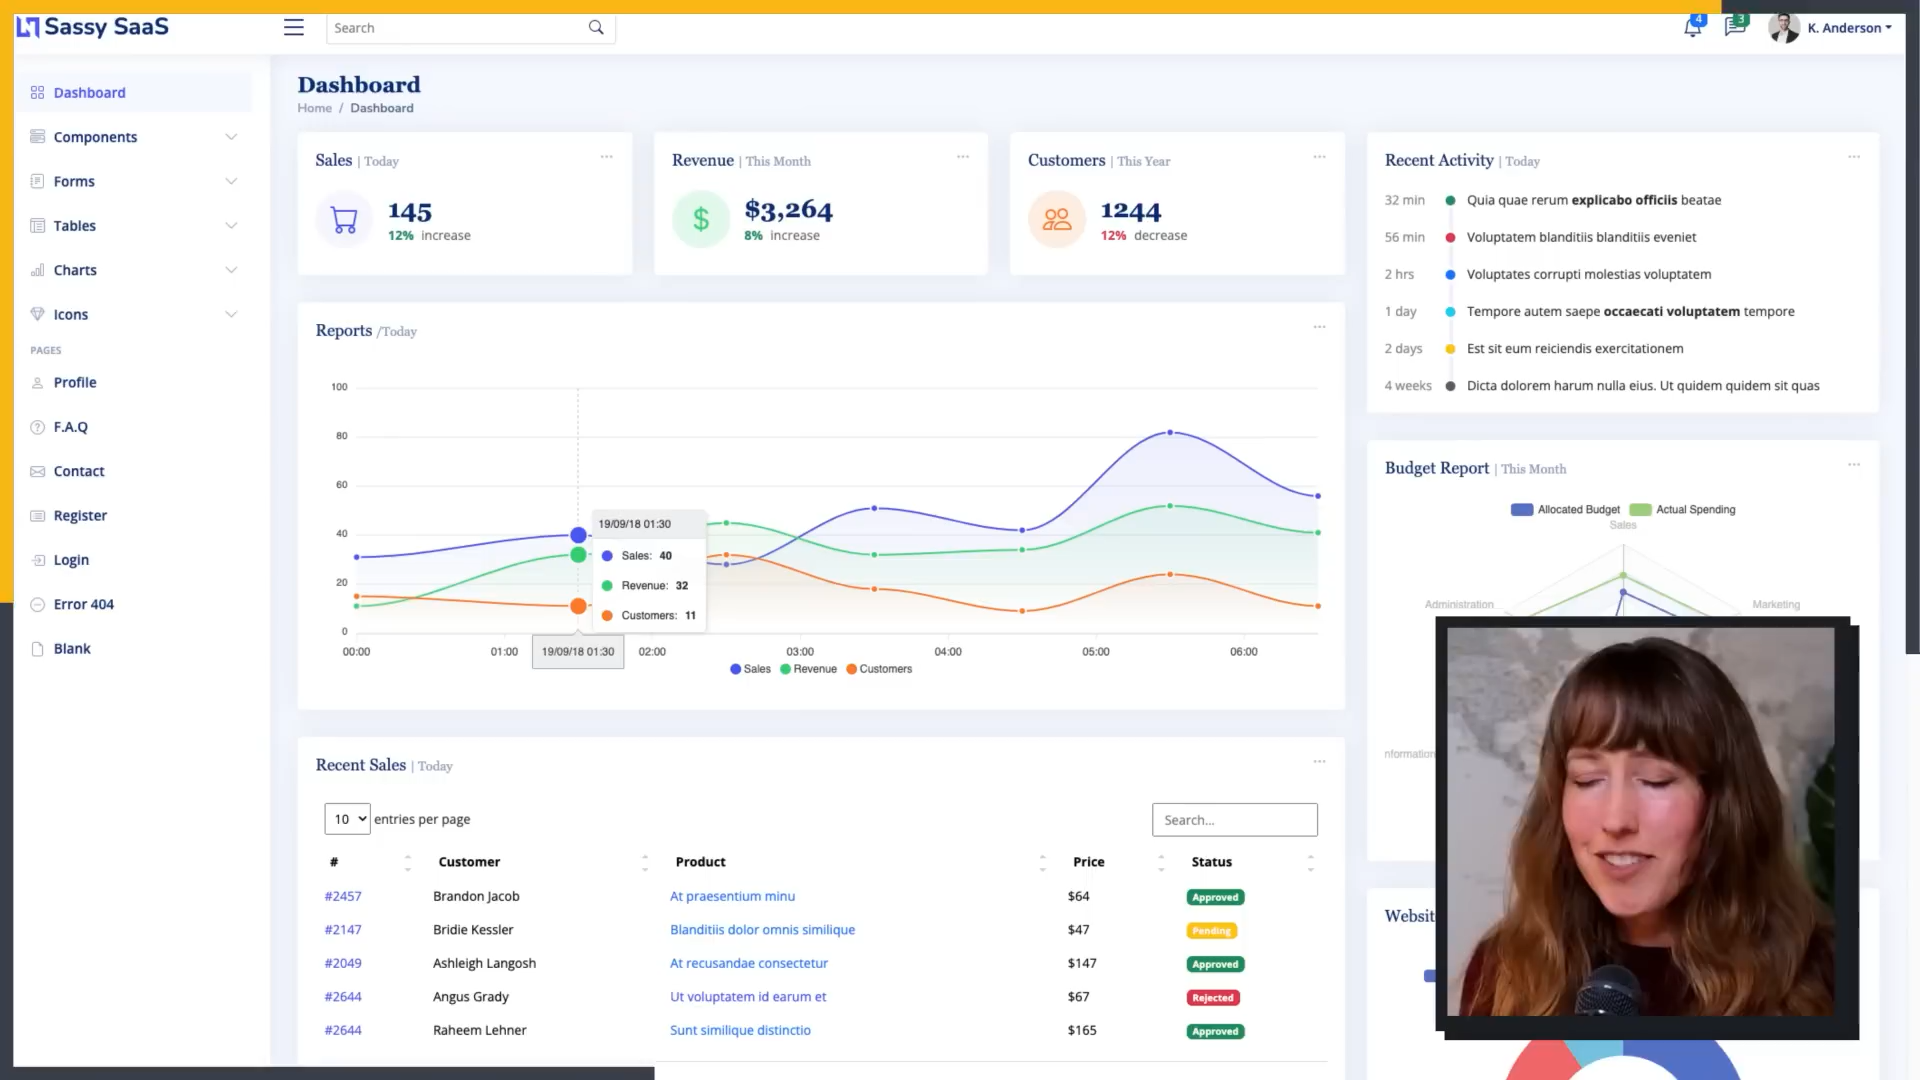 Sassy SaaS
Search
4
3
K. Anderson
Dashboard
Components
Forms
Tables
Charts
Icons
PAGES
Profile
F.A.Q
Contact
Register
Login
Error 404
Blank
Dashboard
Home / Dashboard
Sales | Today
145
12% increase
Revenue | This Month
$
$3,264
8% increase
Customers | This Year
1244
12% decrease
Reports /Today
100
80
60
40
20
0
19/09/18 01:30
Sales: 40
Revenue: 32
Customers: 11
00:00
01:00
19/09/18 01:30
02:00
03:00
04:00
05:00
06:00
Sales Revenue Customers
Recent Sales | Today
10 entries per page
Search...
# Customer Product Price Status
#2457 Brandon Jacob At praesentium minu $64 Approved
#2147 Bridie Kessler Blanditiis dolor omnis similique $47 Pending
#2049 Ashleigh Langosh At recusandae consectetur $147 Approved
#2644 Angus Grady Ut voluptatem id earum et $67 Rejected
#2644 Raheem Lehner Sunt similique distinctio $165 Approved
Recent Activity | Today
32 min Quia quae rerum explicabo officiis beatae
56 min Voluptatem blanditiis blanditiis eveniet
2 hrs Voluptates corrupti molestias voluptatem
1 day Tempore autem saepe occaecati voluptatem tempore
2 days Est sit eum reiciendis exercitationem
4 weeks Dicta dolorem harum nulla eius. Ut quidem quidem sit quas
Budget Report | This Month
Allocated Budget Actual Spending
Sales
Administration
Marketing
nformation
Websit